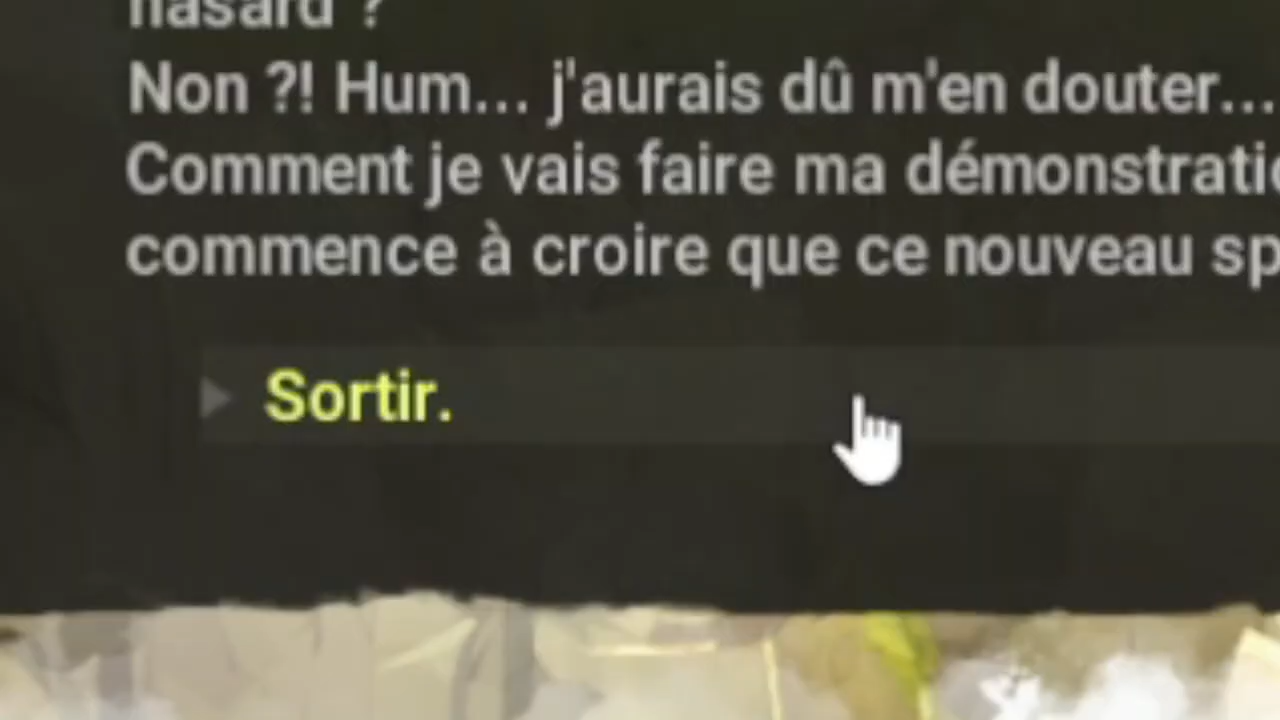 hasard ?
Non ?! Hum... j'aurais dû m'en douter...
Comment je vais faire ma démonstratio
commence à croire que ce nouveau sp
Sortir.